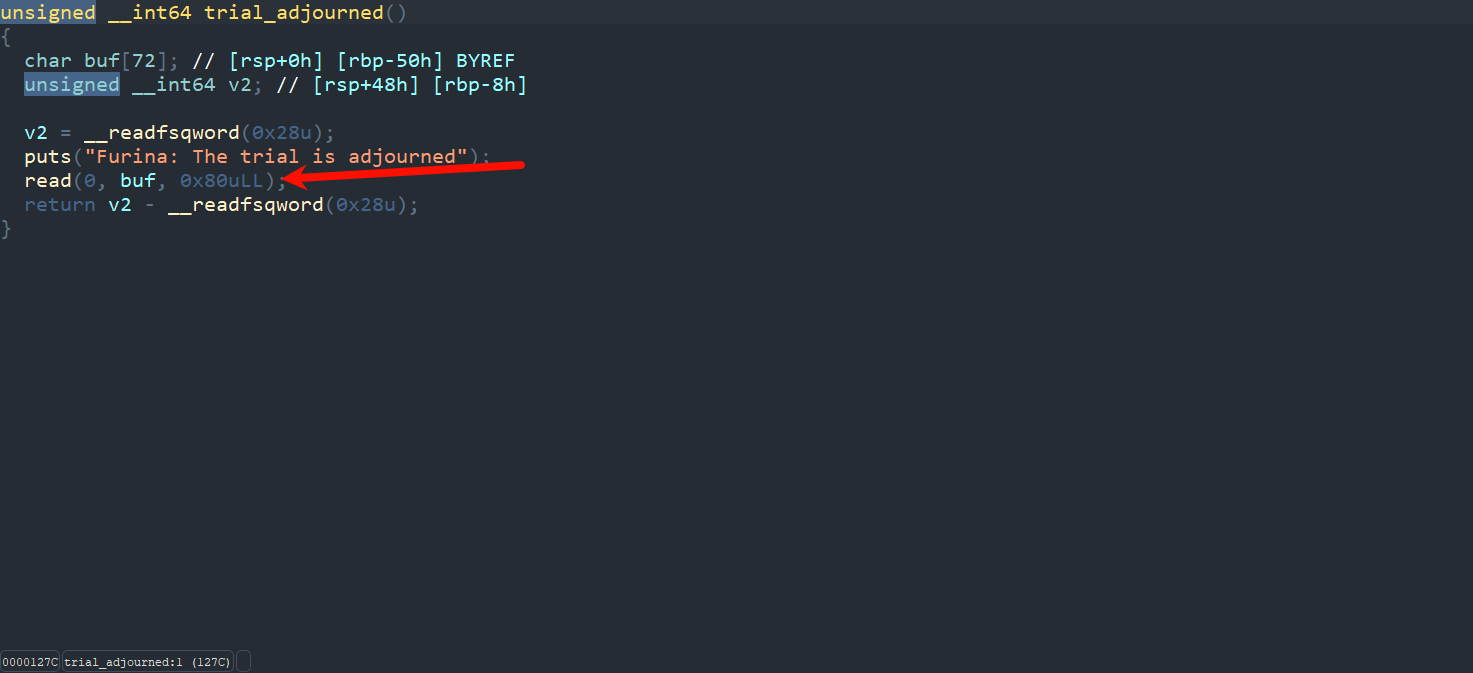 unsigned __int64 trial_adjourned()
{
  char buf[72]; // [rsp+0h] [rbp-50h] BYREF
  unsigned __int64 v2; // [rsp+48h] [rbp-8h]
  v2 = __readfsqword(0x28u);
  puts("Furina: The trial is adjourned");
  read(0, buf, 0x80uLL);
  return v2 - __readfsqword(0x28u);
}
0000127C trial_adjourned:1 (127C)